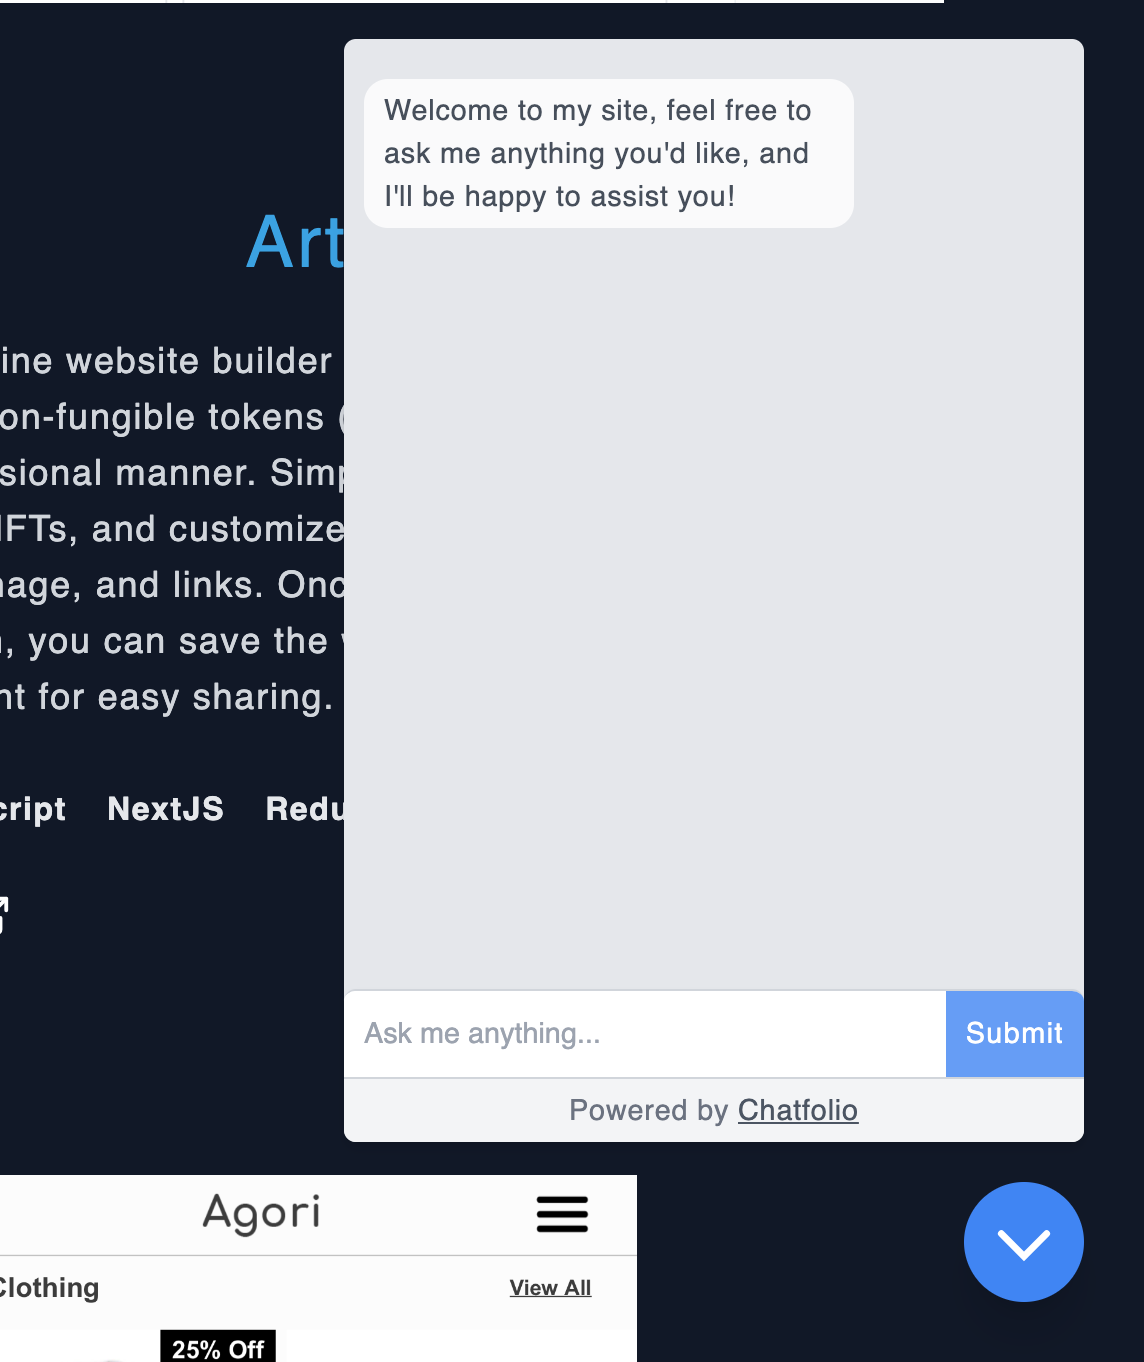 Welcome to my site, feel free to
ask me anything you'd like, and
I'll be happy to assist you!
Art
ine website builder
on-fungible tokens (
sional manner. Simp
IFTs, and customize
age, and links. Onc
, you can save the
nt for easy sharing.
cript NextJS Redu
Ask me anything...
Submit
Powered by Chatfolio
Agori
Clothing
View All
25% Off